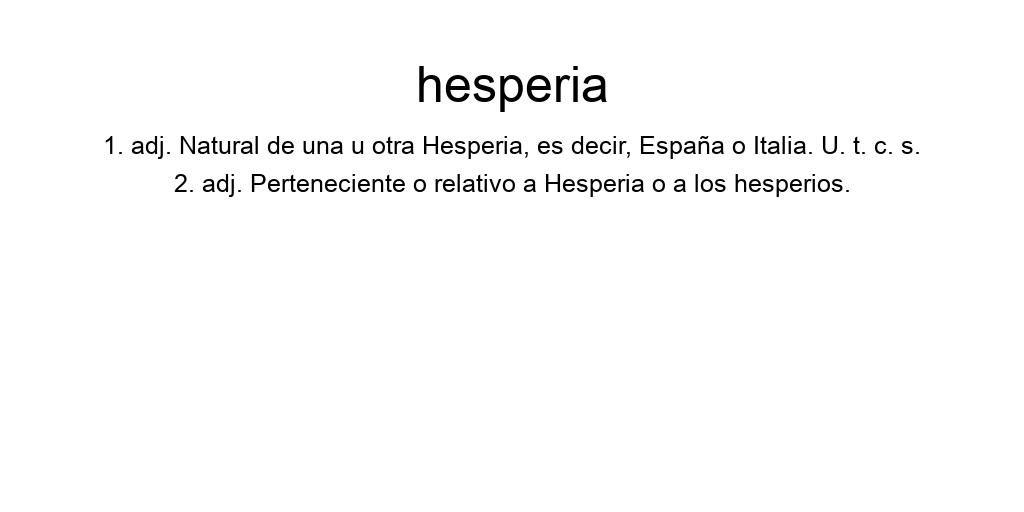 hesperia
1. adj. Natural de una u otra Hesperia, es decir, España o Italia. U. t. c. s.
2. adj. Perteneciente o relativo a Hesperia o a los hesperios.